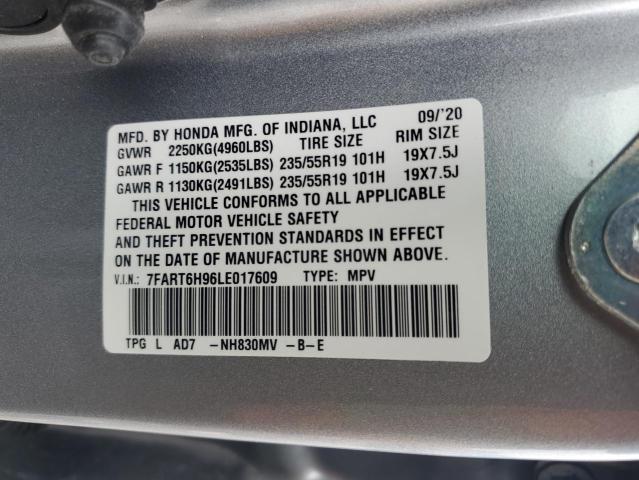 MFD. BY HONDA MFG. OF INDIANA, LLC 09/'20
GVWR 2250KG(4960LBS) TIRE SIZE RIM SIZE
GAWR F 1150KG(2535LBS) 235/55R19 101H 19X7.5J
GAWR R 1130KG(2491LBS) 235/55R19 101H 19X7.5J
THIS VEHICLE CONFORMS TO ALL APPLICABLE
FEDERAL MOTOR VEHICLE SAFETY
AND THEFT PREVENTION STANDARDS IN EFFECT
ON THE DATE OF MANUFACTURE SHOWN ABOVE.
V.I.N.: 7FART6H96LE017609 TYPE: MPV
TPG L AD7 -NH830MV -B-E